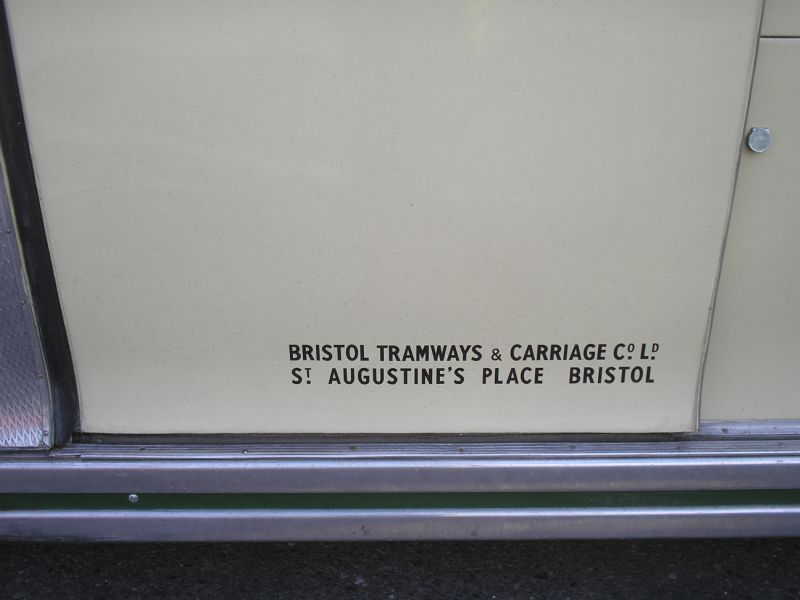 BRISTOL TRAMWAYS & CARRIAGE Cº Lᴰ.
Sᵀ. AUGUSTINE'S PLACE BRISTOL